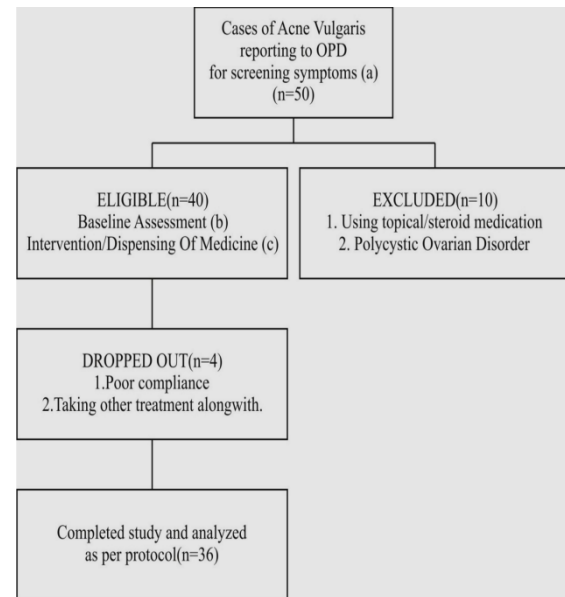 Cases of Acne Vulgaris
reporting to OPD
for screening symptoms (a)
(n=50)
ELIGIBLE(n=40)
Baseline Assessment (b)
Intervention/Dispensing Of Medicine (c)
EXCLUDED(n=10)
1. Using topical/steroid medication
2. Polycystic Ovarian Disorder
DROPPED OUT(n=4)
1.Poor compliance
2.Taking other treatment alongwith.
Completed study and analyzed
as per protocol(n=36)